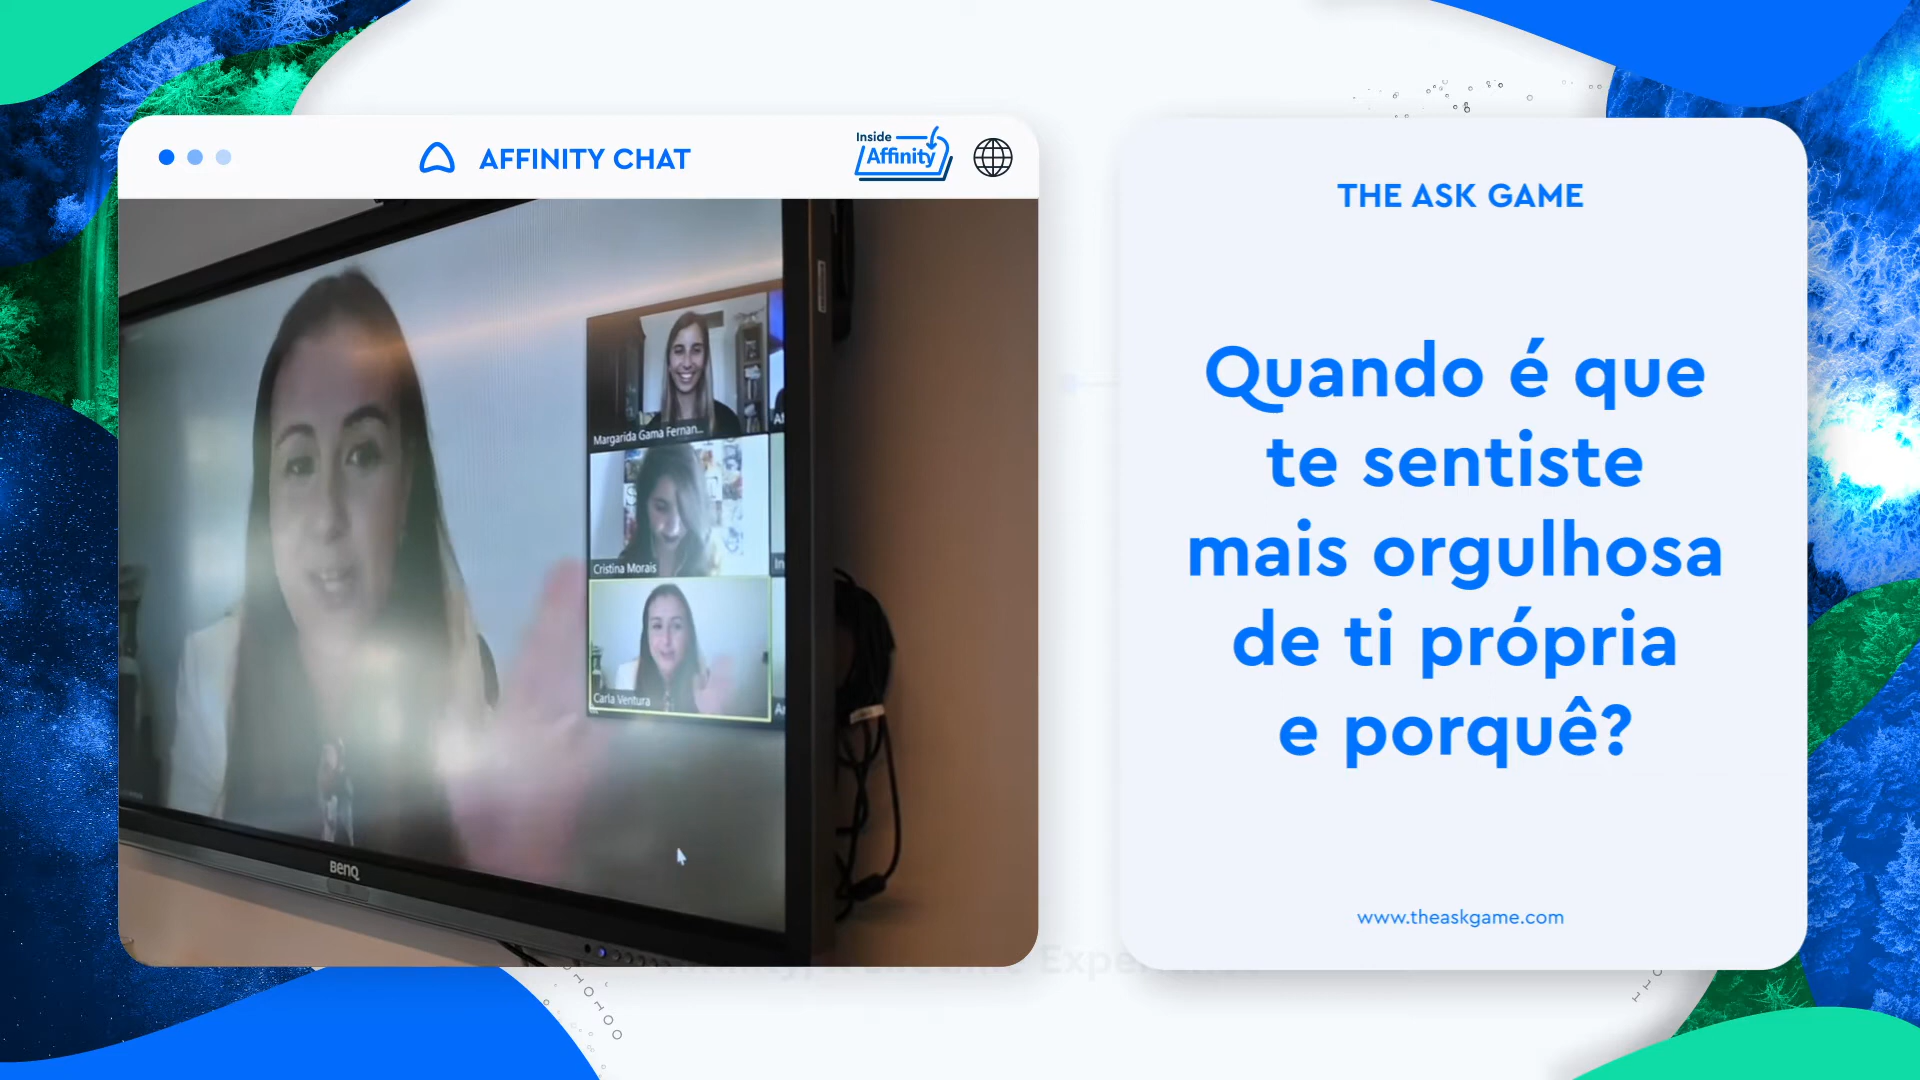 AFFINITY CHAT
Inside
Affinity
THE ASK GAME
Quando é que
te sentiste
mais orgulhosa
de ti própria
e porquê?
www.theaskgame.com
Margarida Gama Fernan...
Cristina Morais
Carla Ventura
BenQ